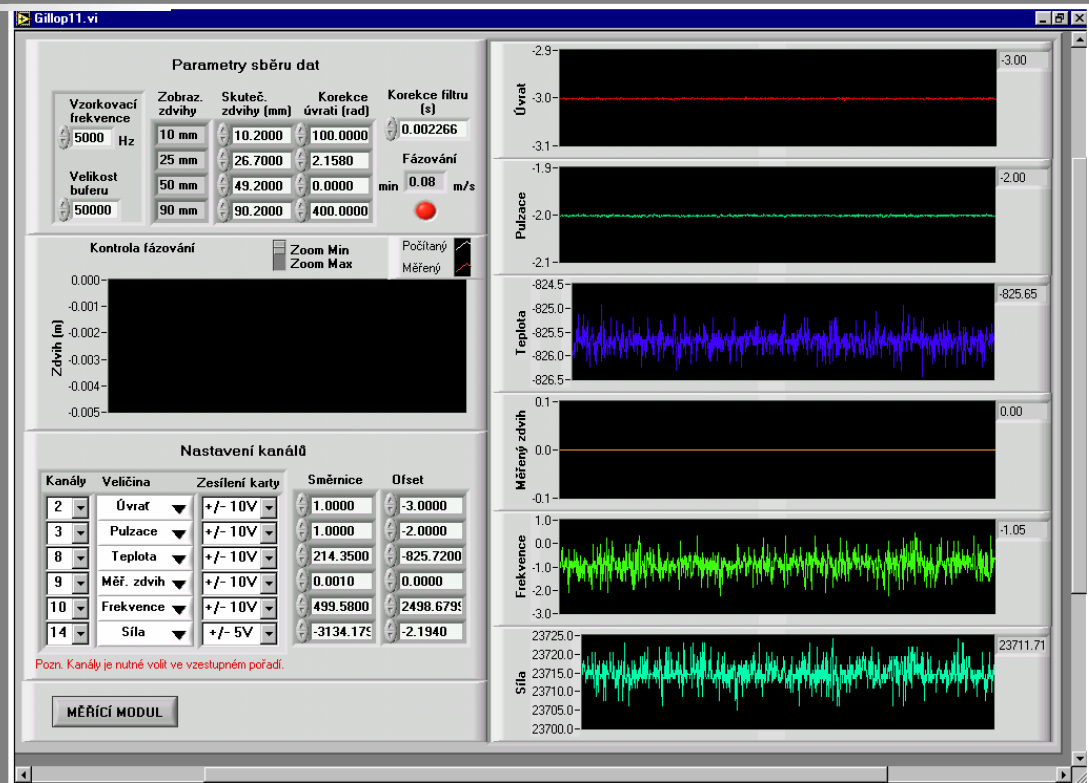 Gillop11.vi
Parametry sběru dat
Vzorkovací
frekvence
5000 Hz
Velikost
buferu
50000
Zobraz.
zdvihy
Skuteč.
zdvihy (mm)
Korekce
úvrati (rad)
10 mm 10.2000 100.0000
25 mm 26.7000 2.1580
50 mm 49.2000 0.0000
90 mm 90.2000 400.0000
Korekce filtru
(s)
0.002266
Fázování
min 0.08 m/s
Kontrola fázování
Zoom Min
Zoom Max
Počítaný
Měřený
Zdvih (m)
0.000
-0.001
-0.002
-0.003
-0.004
-0.005
Nastavení kanálů
Kanály Veličina Zesílení karty Směrnice Ofset
2 Úvrať +/- 10V 1.0000 -3.0000
3 Pulzace +/- 10V 1.0000 -2.0000
8 Teplota +/- 10V 214.3500 -825.7200
9 Měř. zdvih +/- 10V 0.0010 0.0000
10 Frekvence +/- 10V 499.5800
14 Síla +/- 5V -2.1940
Pozn. Kanály je nutné volit ve vzestupném pořadí.
MĚŘÍCÍ MODUL
Úvrat
-2.9
-3.0
-3.1
-3.00
Pulzace
-1.9
-2.0
-2.1
-2.00
Teplota
-824.5
-825.0
-825.5
-826.0
-826.5
-825.65
Měřený zdvih
0.1
0.0
-0.1
0.00
Frekvence
1.0
0.0
-1.0
-2.0
-3.0
-1.05
Síla
23725.0
23720.0
23715.0
23710.0
23705.0
23700.0
23711.71